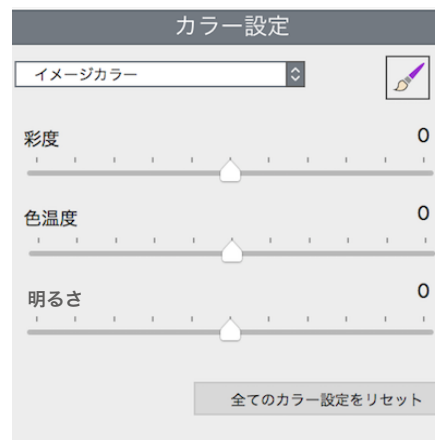 カラー設定
イメージカラー
彩度 0
色温度 0
明るさ 0
全てのカラー設定をリセット